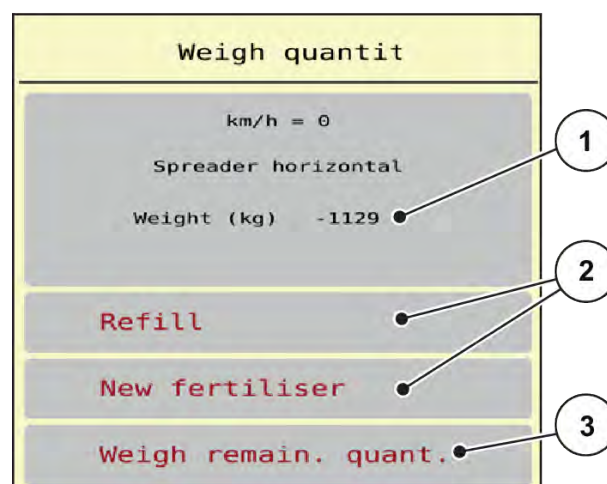 Weigh quantit
km/h = 0
Spreader horizontal
Weight (kg) -1129
1
2
Refill
New fertiliser
3
Weigh remain. quant.